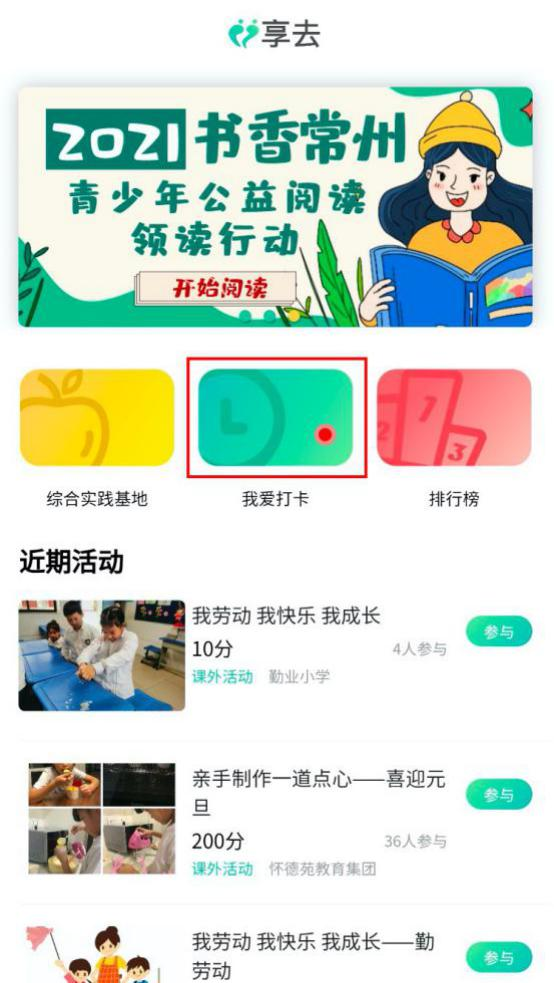 享去
2021书香常州
青少年公益阅读
领读行动
开始阅读
1
2
3
综合实践基地
我爱打卡
排行榜
近期活动
我劳动 我快乐 我成长
10分
4人参与
参与
课外活动 勤业小学
亲手制作一道点心——喜迎元
旦
200分
36人参与
参与
课外活动 怀德苑教育集团
我劳动 我快乐 我成长——勤
劳动
参与